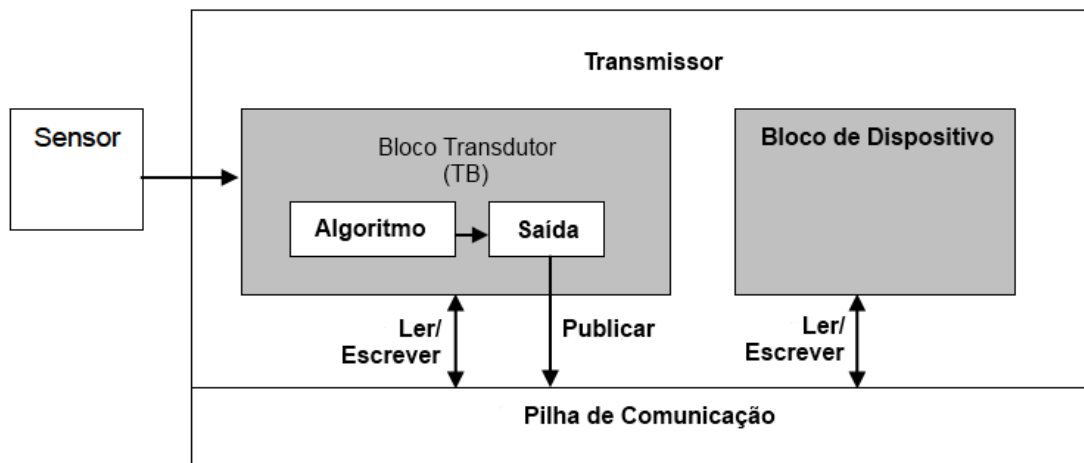 Transmissor
Sensor
Bloco Transdutor
(TB)
Algoritmo
Saída
Bloco de Dispositivo
Ler/
Escrever
Publicar
Ler/
Escrever
Pilha de Comunicação